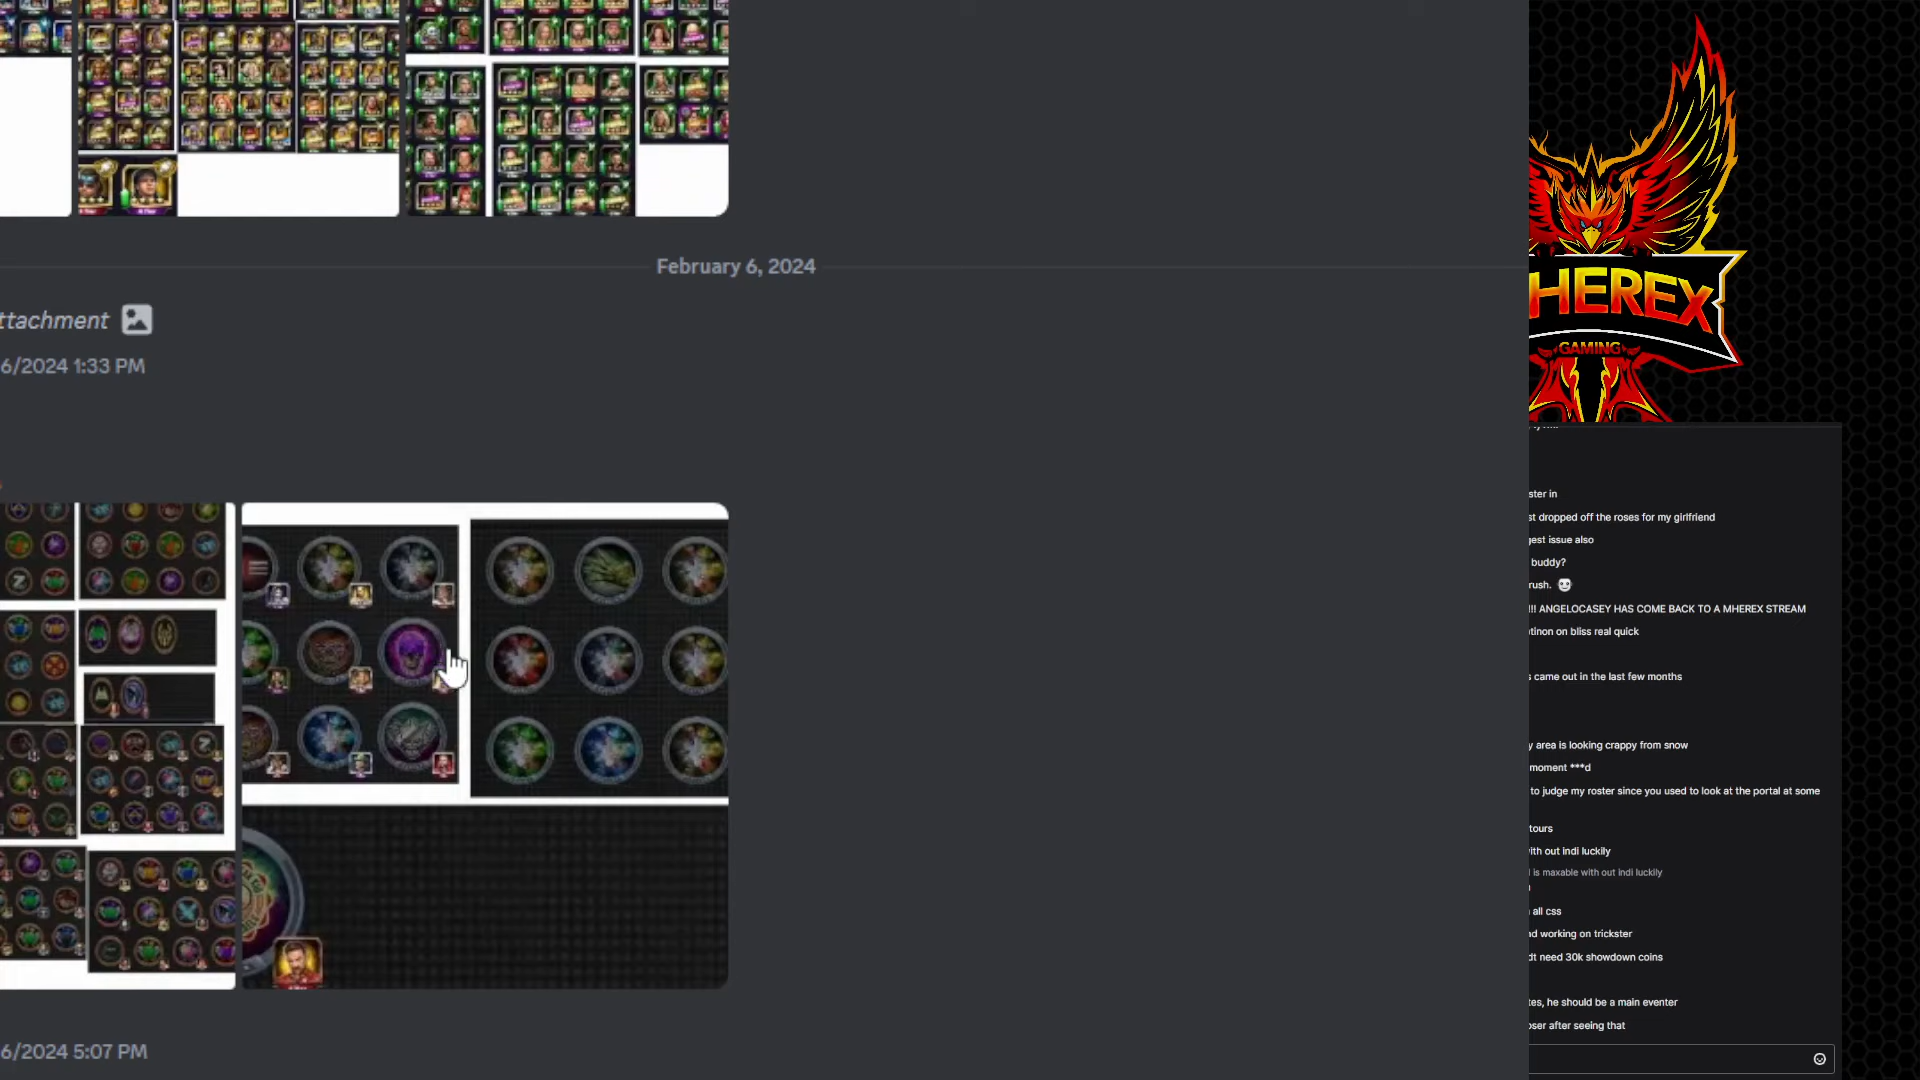 February 6, 2024
ttachment
6/2024 1:33 PM
6/2024 5:07 PM
HEREX
GAMING
ster in
st dropped off the roses for my girlfriend
gest issue also
buddy?
rush.
!!! ANGELOCASEY HAS COME BACK TO A MHEREX STREAM
atinon on bliss real quick
s came out in the last few months
y area is looking crappy from snow
moment ***d
to judge my roster since you used to look at the portal at some
tours
ith out indi luckily
l is maxable with out indi luckily
all css
nd working on trickster
dt need 30k showdown coins
tes, he should be a main eventer
oser after seeing that